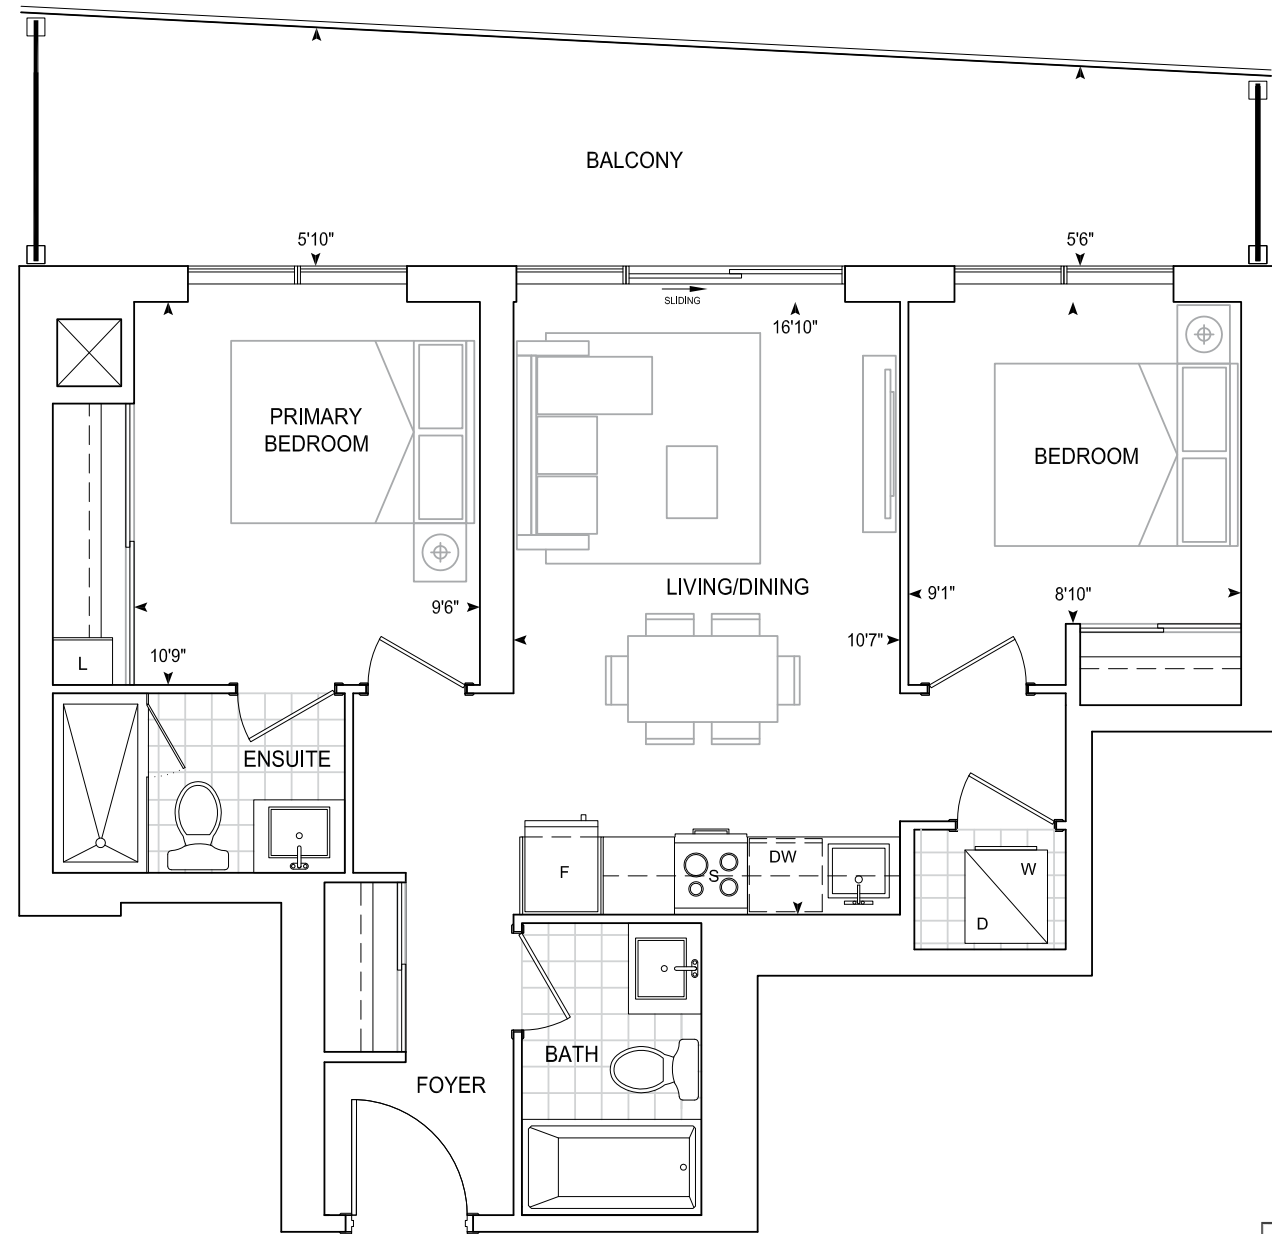 BALCONY
5'10"
5'6"
SLIDING
16'10"
PRIMARY
BEDROOM
BEDROOM
LIVING/DINING
9'6"
9'1"
8'10"
10'7"
10'9"
L
ENSUITE
F
S
DW
W
D
BATH
FOYER